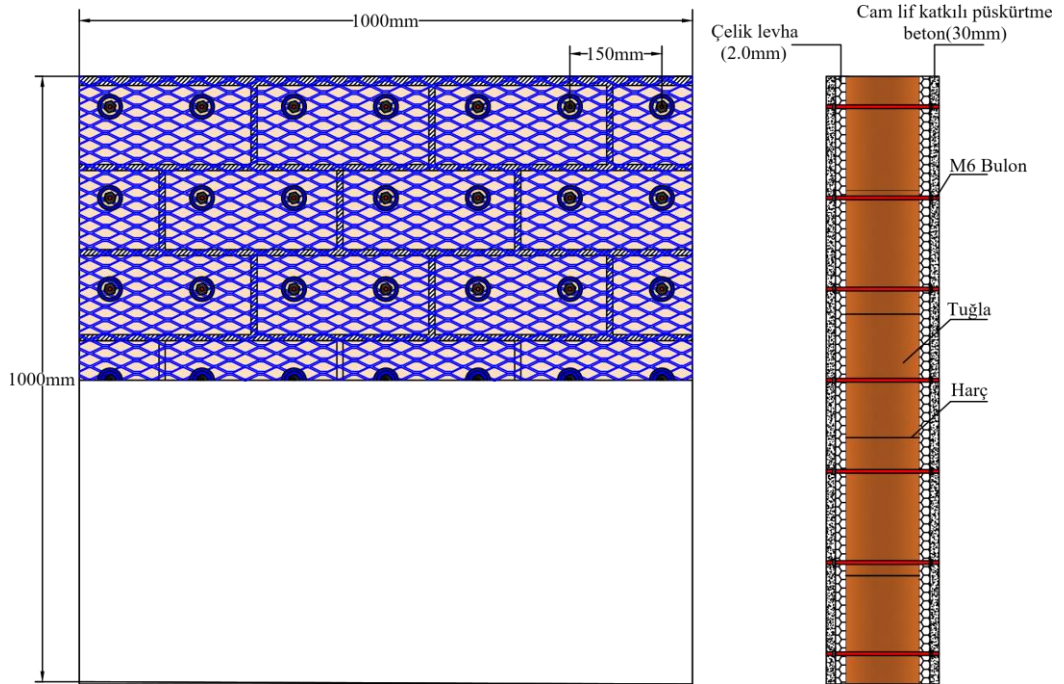 1000mm
150mm
1000mm
Çelik levha
(2.0mm)
Cam lif katkılı püskürtme
beton(30mm)
M6 Bulon
Tuğla
Harç